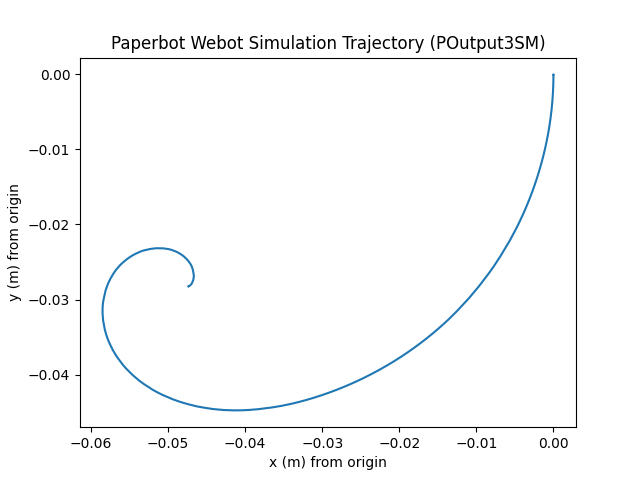 Paperbot Webot Simulation Trajectory (POutput3SM)
0.00
−0.01
−0.02
−0.03
−0.04
y (m) from origin
−0.06 −0.05 −0.04 −0.03 −0.02 −0.01 0.00
x (m) from origin